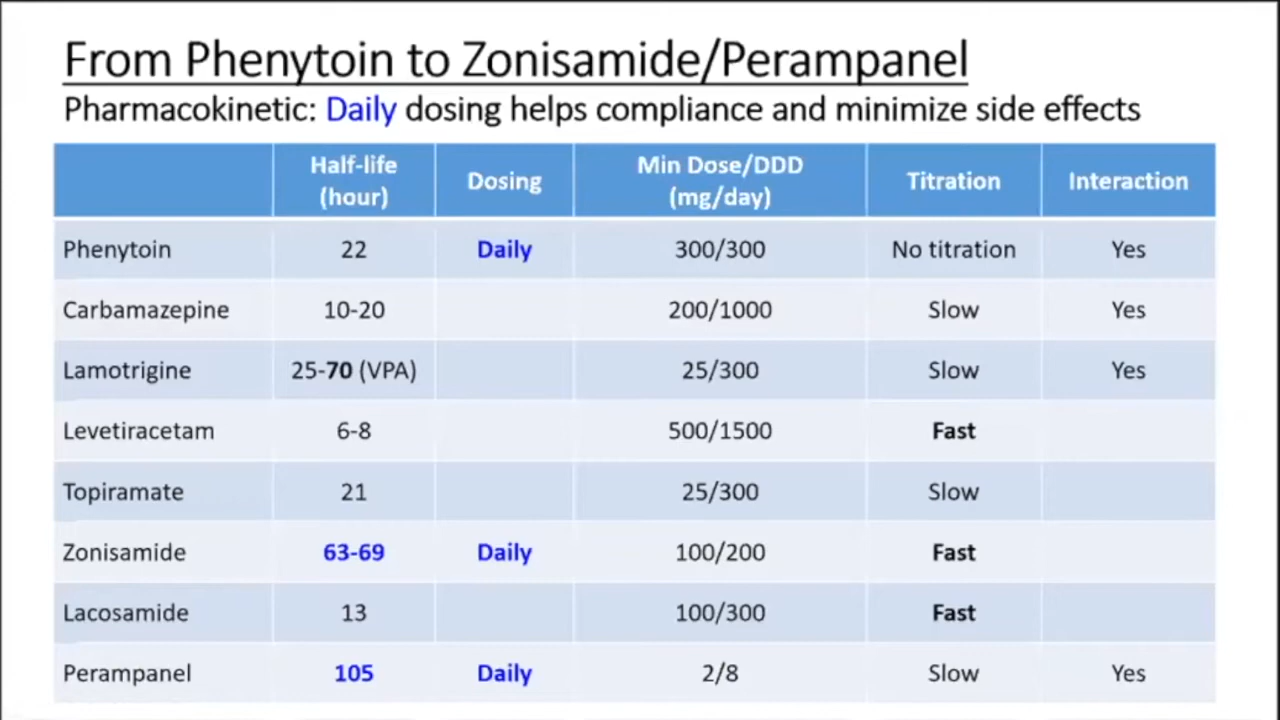 From Phenytoin to Zonisamide/Perampanel
Pharmacokinetic: Daily dosing helps compliance and minimize side effects
Half-life (hour) Dosing Min Dose/DDD (mg/day) Titration Interaction
Phenytoin 22 Daily 300/300 No titration Yes
Carbamazepine 10-20 200/1000 Slow Yes
Lamotrigine 25-70 (VPA) 25/300 Slow Yes
Levetiracetam 6-8 500/1500 Fast
Topiramate 21 25/300 Slow
Zonisamide 63-69 Daily 100/200 Fast
Lacosamide 13 100/300 Fast
Perampanel 105 Daily 2/8 Slow Yes